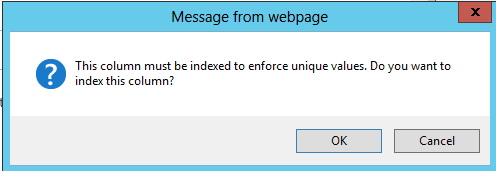 Message from webpage
x
This column must be indexed to enforce unique values. Do you want to
index this column?
OK
Cancel